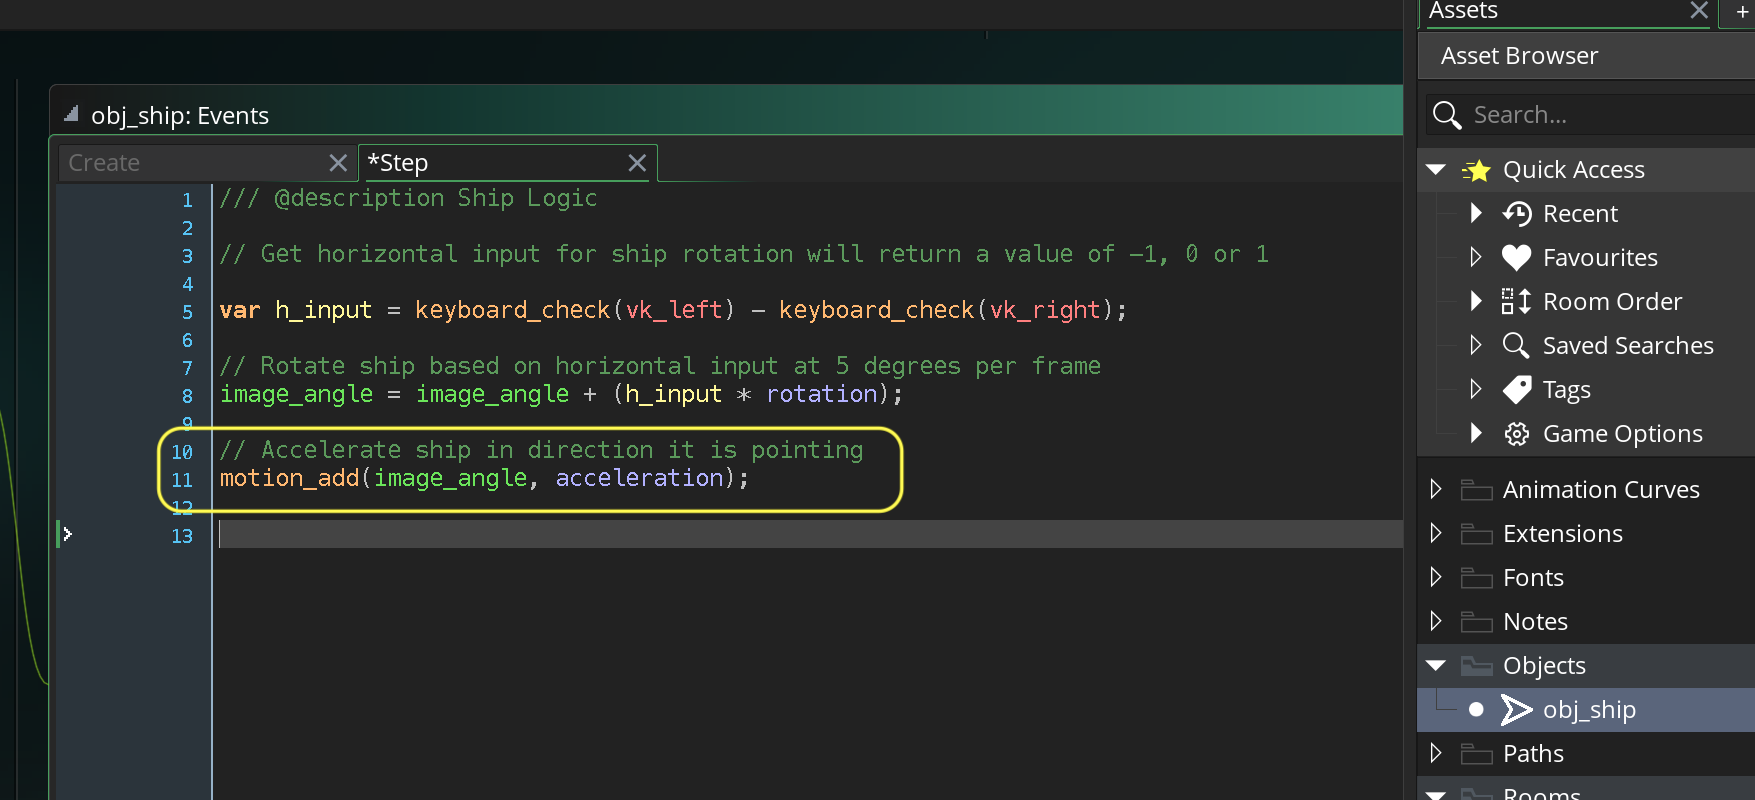 Assets
+
Asset Browser
Search...
obj_ship: Events
Create
*Step
1 /// @description Ship Logic
2
3 // Get horizontal input for ship rotation will return a value of –1, 0 or 1
4
5 var h_input = keyboard_check(vk_left) – keyboard_check(vk_right);
6
7 // Rotate ship based on horizontal input at 5 degrees per frame
8 image_angle = image_angle + (h_input * rotation);
9
10 // Accelerate ship in direction it is pointing
11 motion_add(image_angle, acceleration);
12
13
Quick Access
Recent
Favourites
Room Order
Saved Searches
Tags
Game Options
Animation Curves
Extensions
Fonts
Notes
Objects
obj_ship
Paths
Rooms